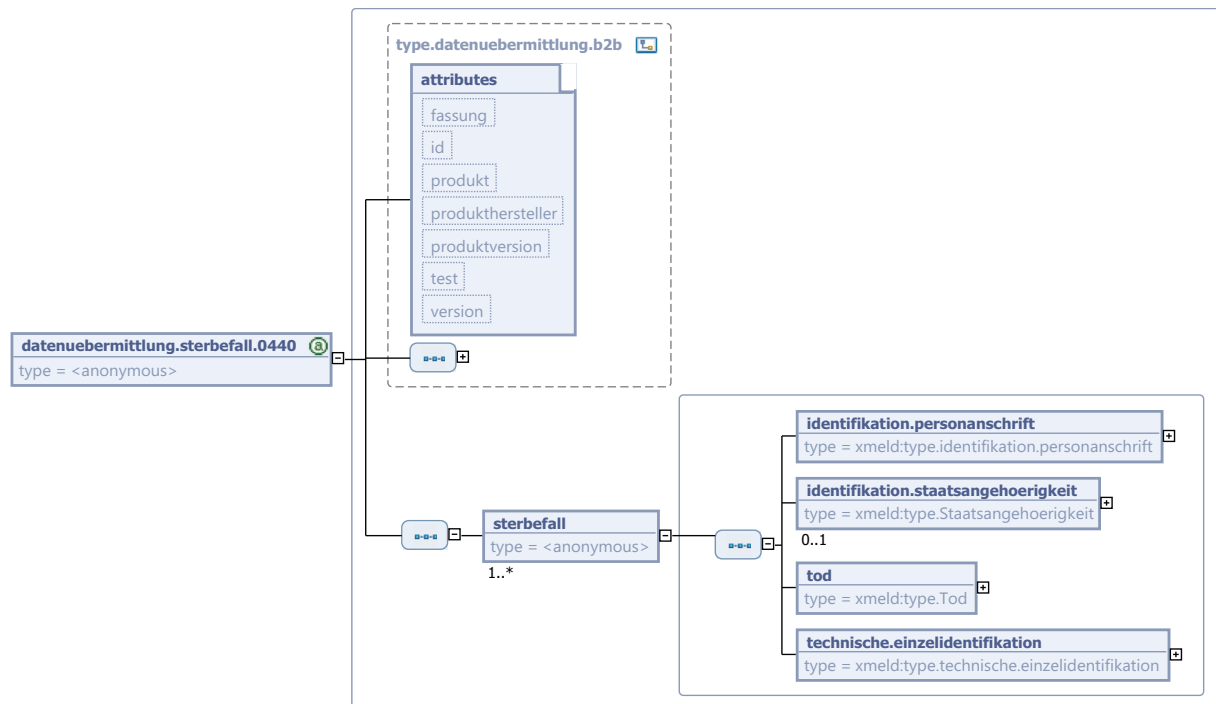 type.datenuebermittlung.b2b
attributes
fassung
id
produkt
produkthersteller
produktversion
test
version
datenuebermittlung.sterbefall.0440 a
type = <anonymous>
sterbefall
type = <anonymous>
1..*
identifikation.personanschrift
type = xmeld:type.identifikation.personanschrift
identifikation.staatsangehoerigkeit
type = xmeld:type.Staatsangehoerigkeit
0..1
tod
type = xmeld:type.Tod
technische.einzelidentifikation
type = xmeld:type.technische.einzelidentifikation